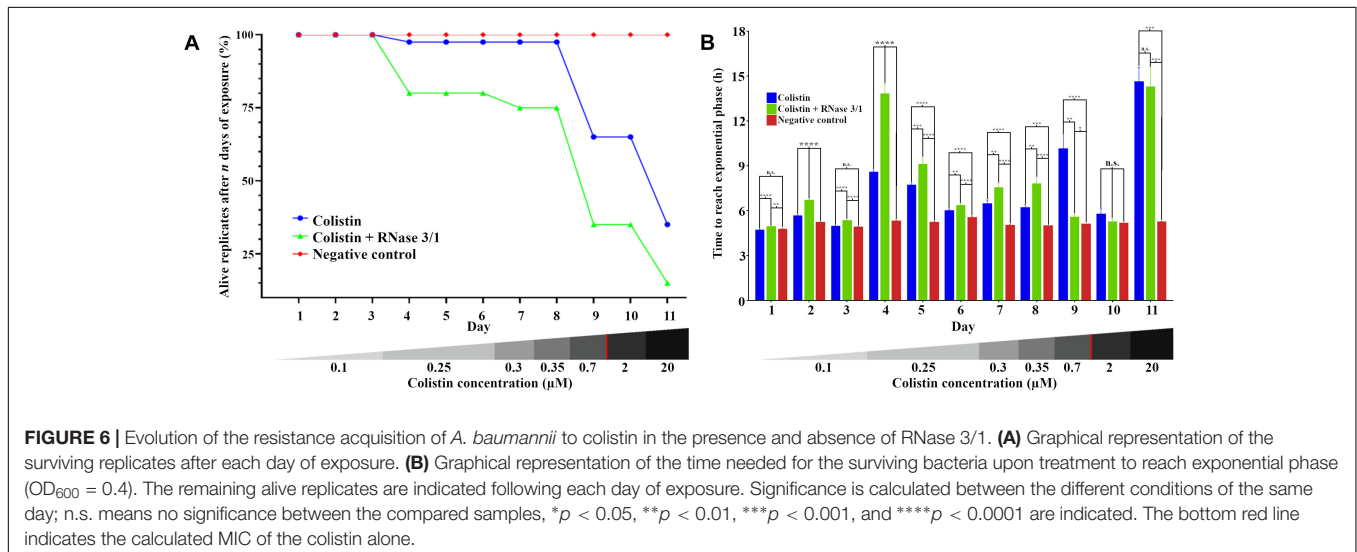 A
Alive replicates after n days of exposure (%)
100
75
50
25
Colistin
Colistin + RNase 3/1
Negative control
1 2 3 4 5 6 7 8 9 10 11
Day
0.1 0.25 0.3 0.35 0.7 2 20
Colistin concentration (µM)
B
Time to reach exponential phase (h)
18
15
12
9
6
3
0
Colistin
Colistin + RNase 3/1
Negative control
n.s.
****
**
****
n.s.
****
****
****
****
***
****
****
**
****
****
**
****
***
**
****
****
**
*
n.s.
***
n.s.
***
1 2 3 4 5 6 7 8 9 10 11
Day
0.1 0.25 0.3 0.35 0.7 2 20
Colistin concentration (µM)
FIGURE 6 | Evolution of the resistance acquisition of A. baumannii to colistin in the presence and absence of RNase 3/1. (A) Graphical representation of the
surviving replicates after each day of exposure. (B) Graphical representation of the time needed for the surviving bacteria upon treatment to reach exponential phase
(OD600 = 0.4). The remaining alive replicates are indicated following each day of exposure. Significance is calculated between the different conditions of the same
day; n.s. means no significance between the compared samples, *p < 0.05, **p < 0.01, ***p < 0.001, and ****p < 0.0001 are indicated. The bottom red line
indicates the calculated MIC of the colistin alone.